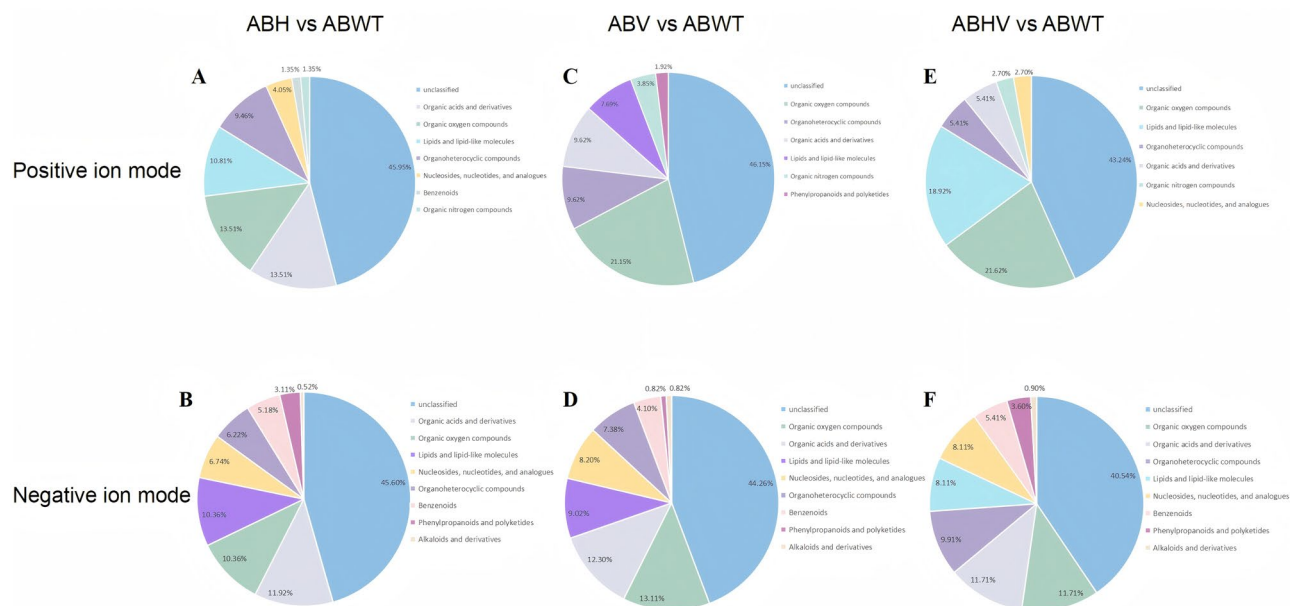 ABH vs ABWT
ABV vs ABWT
ABHV vs ABWT
Positive ion mode
A
1.35%
1.35%
4.05%
9.46%
10.81%
13.51%
13.51%
45.95%
unclassified
Organic acids and derivatives
Organic oxygen compounds
Lipids and lipid-like molecules
Organoheterocyclic compounds
Nucleosides, nucleotides, and analogues
Benzenoids
Organic nitrogen compounds
C
1.92%
3.85%
7.69%
9.62%
9.62%
21.15%
46.15%
unclassified
Organic oxygen compounds
Organoheterocyclic compounds
Organic acids and derivatives
Lipids and lipid-like molecules
Organic nitrogen compounds
Phenylpropanoids and polyketides
E
2.70%
2.70%
5.41%
5.41%
18.92%
21.62%
43.24%
unclassified
Organic oxygen compounds
Lipids and lipid-like molecules
Organoheterocyclic compounds
Organic acids and derivatives
Organic nitrogen compounds
Nucleosides, nucleotides, and analogues
Negative ion mode
B
0.52%
3.11%
5.18%
6.22%
6.74%
10.36%
10.36%
11.92%
45.60%
unclassified
Organic acids and derivatives
Organic oxygen compounds
Lipids and lipid-like molecules
Nucleosides, nucleotides, and analogues
Organoheterocyclic compounds
Benzenoids
Phenylpropanoids and polyketides
Alkaloids and derivatives
D
0.82%
0.82%
4.10%
7.38%
8.20%
9.02%
12.30%
13.11%
44.26%
unclassified
Organic oxygen compounds
Organic acids and derivatives
Lipids and lipid-like molecules
Nucleosides, nucleotides, and analogues
Organoheterocyclic compounds
Benzenoids
Phenylpropanoids and polyketides
Alkaloids and derivatives
F
0.90%
3.60%
5.41%
8.11%
8.11%
9.91%
11.71%
11.71%
40.54%
unclassified
Organic oxygen compounds
Organic acids and derivatives
Organoheterocyclic compounds
Lipids and lipid-like molecules
Nucleosides, nucleotides, and analogues
Benzenoids
Phenylpropanoids and polyketides
Alkaloids and derivatives